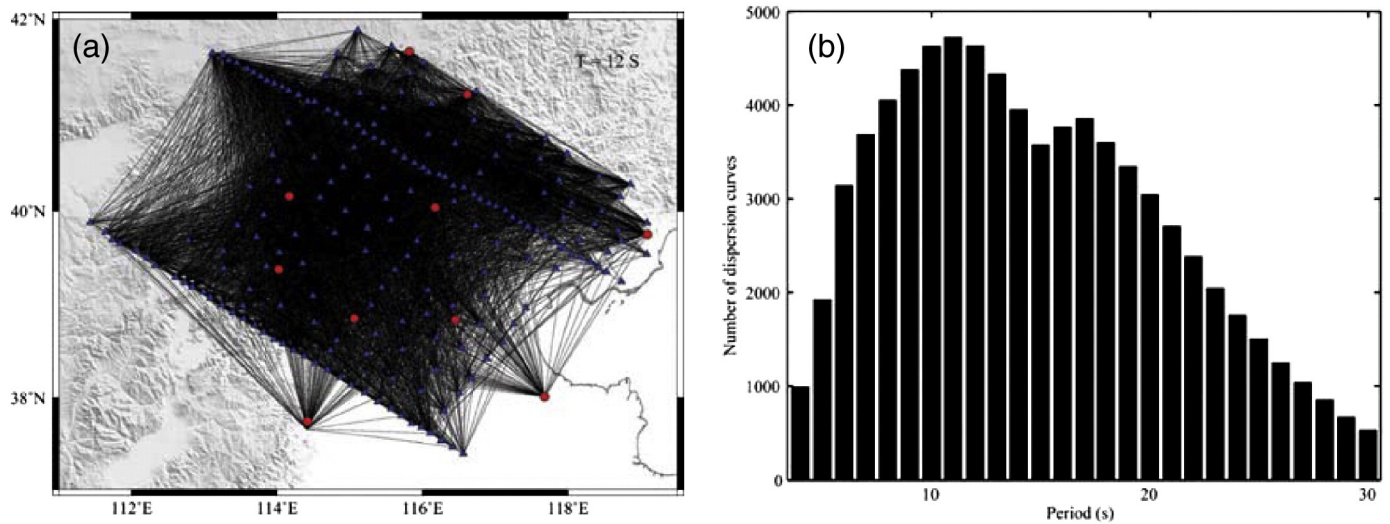 (a)
T = 12 S
42°N
40°N
38°N
112°E
114°E
116°E
118°E
(b)
Number of dispersion curves
5000
4000
3000
2000
1000
0
10
20
30
Period (s)